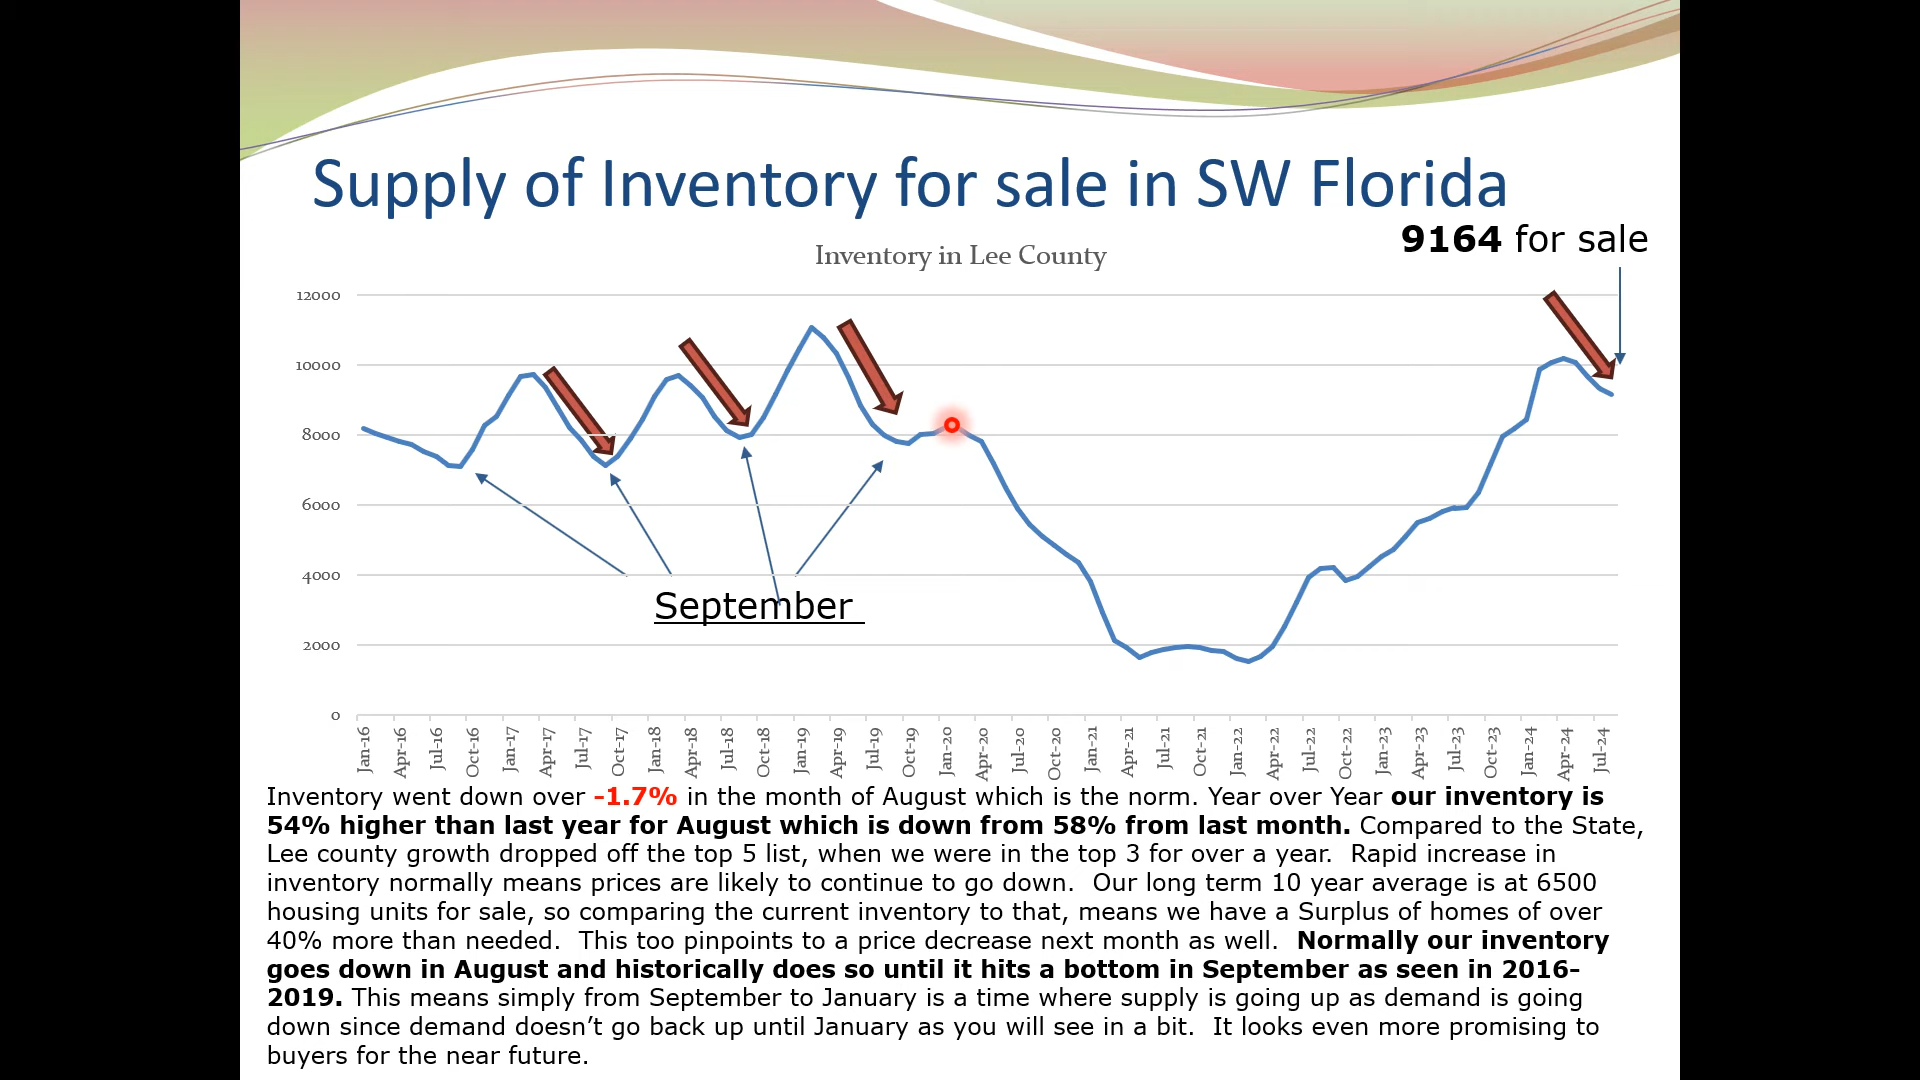 Supply of Inventory for sale in SW Florida
9164 for sale
Inventory in Lee County
12000
10000
8000
6000
4000
2000
0
September
Jan-16 Apr-16 Jul-16 Oct-16 Jan-17 Apr-17 Jul-17 Oct-17 Jan-18 Apr-18 Jul-18 Oct-18 Jan-19 Apr-19 Jul-19 Oct-19 Jan-20 Apr-20 Jul-20 Oct-20 Jan-21 Apr-21 Jul-21 Oct-21 Jan-22 Apr-22 Jul-22 Oct-22 Jan-23 Apr-23 Jul-23 Oct-23 Jan-24 Apr-24 Jul-24
Inventory went down over -1.7% in the month of August which is the norm. Year over Year our inventory is
54% higher than last year for August which is down from 58% from last month. Compared to the State,
Lee county growth dropped off the top 5 list, when we were in the top 3 for over a year. Rapid increase in
inventory normally means prices are likely to continue to go down. Our long term 10 year average is at 6500
housing units for sale, so comparing the current inventory to that, means we have a Surplus of homes of over
40% more than needed. This too pinpoints to a price decrease next month as well. Normally our inventory
goes down in August and historically does so until it hits a bottom in September as seen in 2016-
2019. This means simply from September to January is a time where supply is going up as demand is going
down since demand doesn’t go back up until January as you will see in a bit. It looks even more promising to
buyers for the near future.